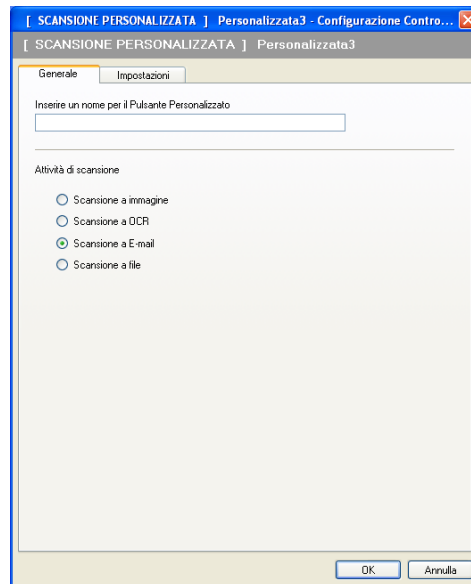 [ SCANSIONE PERSONALIZZATA ] Personalizzata3 - Configurazione Contro...
[ SCANSIONE PERSONALIZZATA ] Personalizzata3
Generale Impostazioni
Inserire un nome per il Pulsante Personalizzato
Attività di scansione
Scansione a immagine
Scansione a OCR
Scansione a E-mail
Scansione a file
OK Annulla